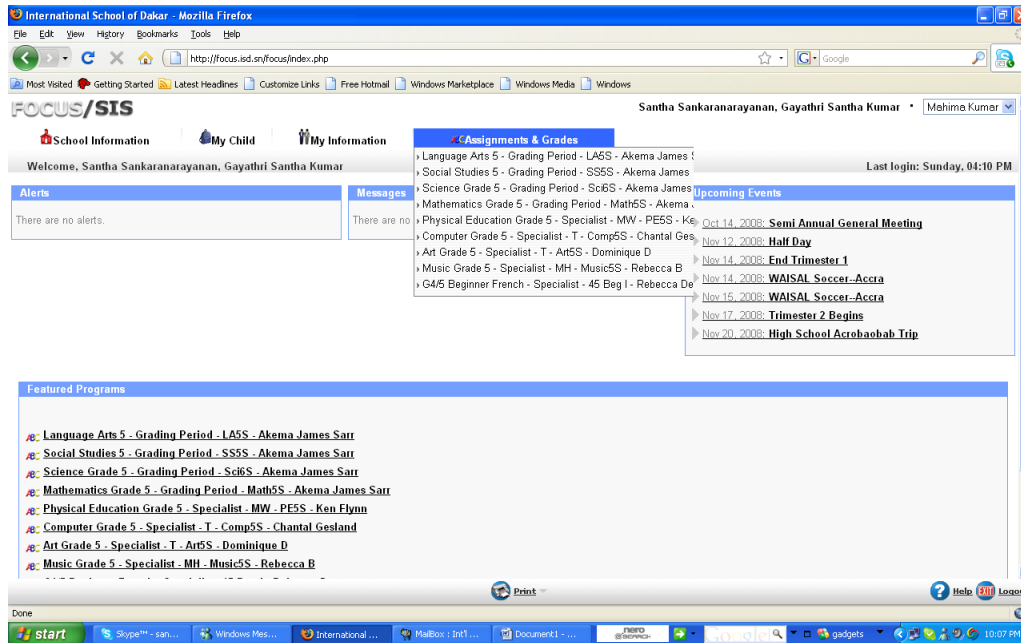 International School of Dakar - Mozilla Firefox
File Edit View History Bookmarks Tools Help
http://focus.isd.sn/focus/index.php
G Google
Most Visited Getting Started Latest Headlines Customize Links Free Hotmail Windows Marketplace Windows Media Windows
FOCUS/SIS
Santha Sankaranarayanan, Gayathri Santha Kumar • Mahima Kumar
School Information My Child My Information Assignments & Grades
Welcome, Santha Sankaranarayanan, Gayathri Santha Kumar
Last login: Sunday, 04:10 PM
Language Arts 5 - Grading Period - LA5S - Akema James
Social Studies 5 - Grading Period - SS5S - Akema James
Science Grade 5 - Grading Period - Sci6S - Akema James
Mathematics Grade 5 - Grading Period - Math5S - Akema
Physical Education Grade 5 - Specialist - MW - PE5S - Ke
Computer Grade 5 - Specialist - T - Comp5S - Chantal Ges
Art Grade 5 - Specialist - T - Art5S - Dominique D
Music Grade 5 - Specialist - MH - Music5S - Rebecca B
G4/5 Beginner French - Specialist - 45 Beg I - Rebecca De
Alerts
There are no alerts.
Messages
There are no
Upcoming Events
Oct 14, 2008: Semi Annual General Meeting
Nov 12, 2008: Half Day
Nov 14, 2008: End Trimester 1
Nov 14, 2008: WAISAL Soccer--Accra
Nov 15, 2008: WAISAL Soccer--Accra
Nov 17, 2008: Trimester 2 Begins
Nov 20, 2008: High School Acrobaobab Trip
Featured Programs
Language Arts 5 - Grading Period - LA5S - Akema James Sarr
Social Studies 5 - Grading Period - SS5S - Akema James Sarr
Science Grade 5 - Grading Period - Sci6S - Akema James Sarr
Mathematics Grade 5 - Grading Period - Math5S - Akema James Sarr
Physical Education Grade 5 - Specialist - MW - PE5S - Ken Flynn
Computer Grade 5 - Specialist - T - Comp5S - Chantal Gesland
Art Grade 5 - Specialist - T - Art5S - Dominique D
Music Grade 5 - Specialist - MH - Music5S - Rebecca B
Print
Help EXIT Logou
Done
start Skype™ - san... Windows Mes... International ... MailBox : Int'l ... Document1 - ... nero SEARCH Google gadgets 10:07 PM